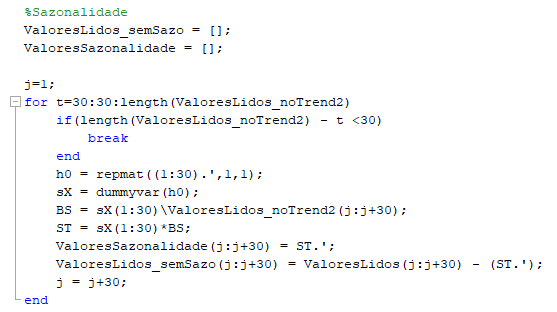 %Sazonalidade
ValoresLidos_semSazo = [];
ValoresSazonalidade = [];
j=1;
for t=30:30:length(ValoresLidos_noTrend2)
if(length(ValoresLidos_noTrend2) - t <30)
break
end
h0 = repmat((1:30).',1,1);
sX = dummyvar(h0);
BS = sX(1:30)\ValoresLidos_noTrend2(j:j+30);
ST = sX(1:30)*BS;
ValoresSazonalidade(j:j+30) = ST.';
ValoresLidos_semSazo(j:j+30) = ValoresLidos(j:j+30) - (ST.');
j = j+30;
end